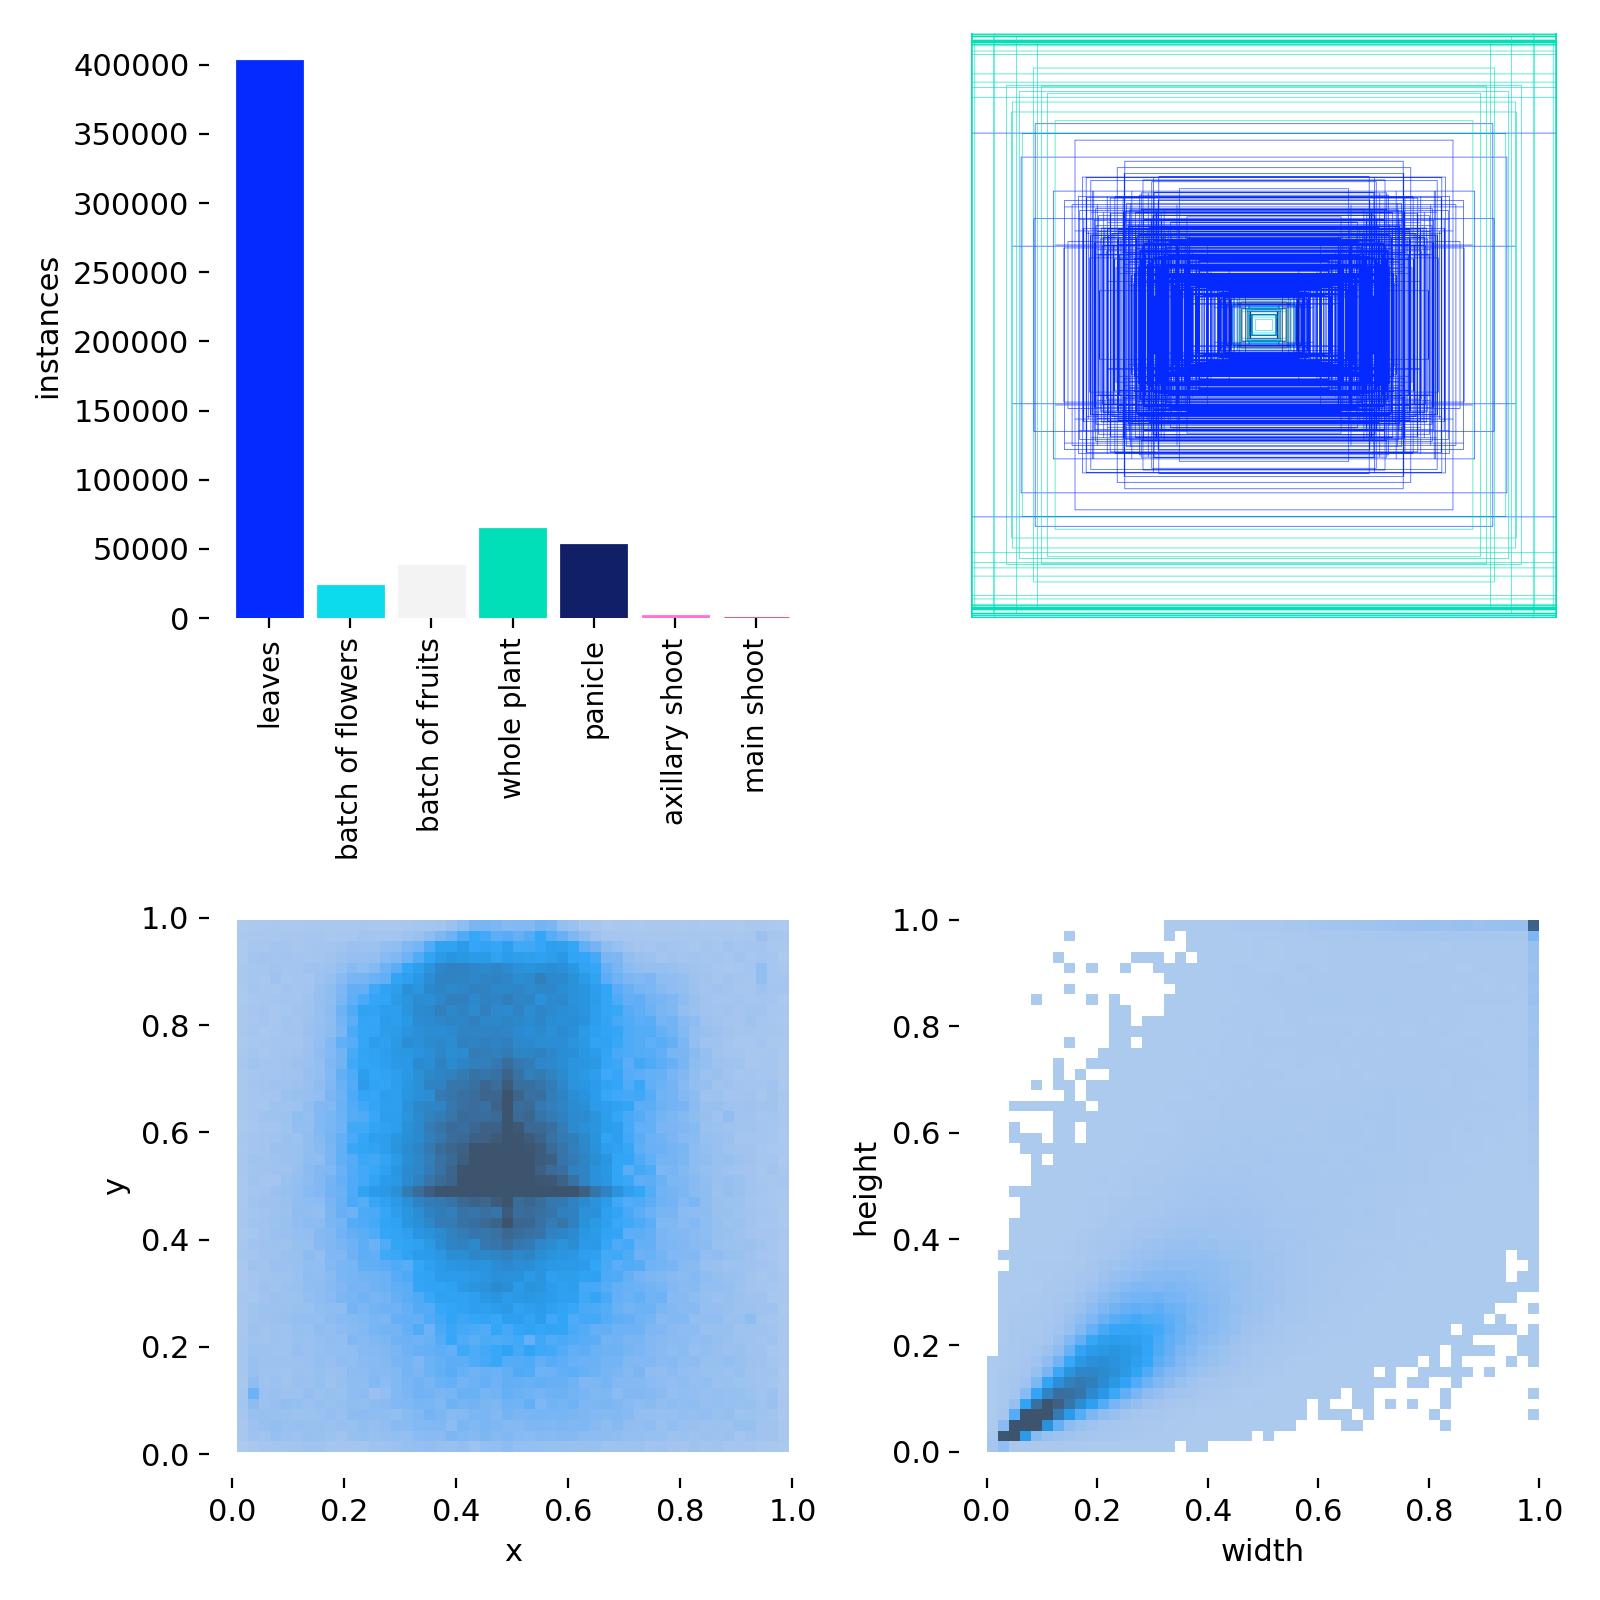 400000
350000
300000
250000
200000
150000
100000
50000
0
instances
leaves
batch of flowers
batch of fruits
whole plant
panicle
axillary shoot
main shoot
1.0
0.8
0.6
0.4
0.2
0.0
y
0.0 0.2 0.4 0.6 0.8 1.0
x
1.0
0.8
0.6
0.4
0.2
0.0
height
0.0 0.2 0.4 0.6 0.8 1.0
width